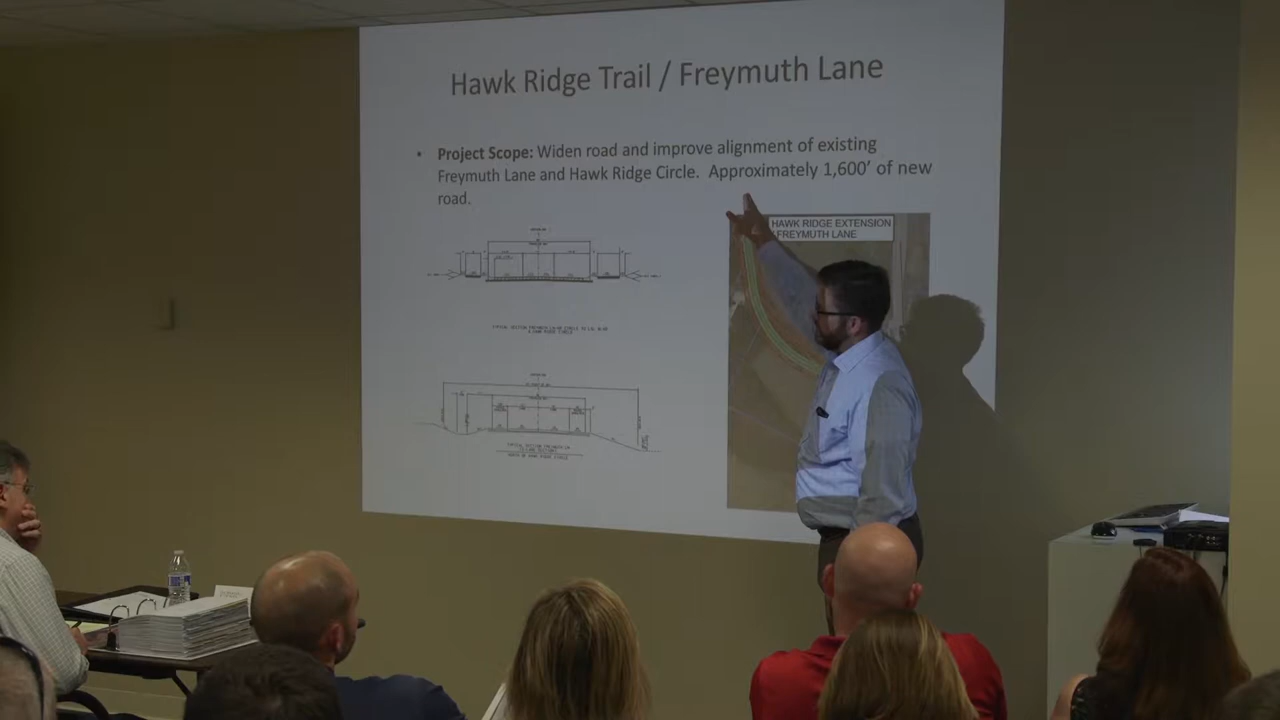 Hawk Ridge Trail / Freymuth Lane
• Project Scope: Widen road and improve alignment of existing
Freymuth Lane and Hawk Ridge Circle. Approximately 1,600' of new
road.
HAWK RIDGE EXTENSION
FREYMUTH LANE